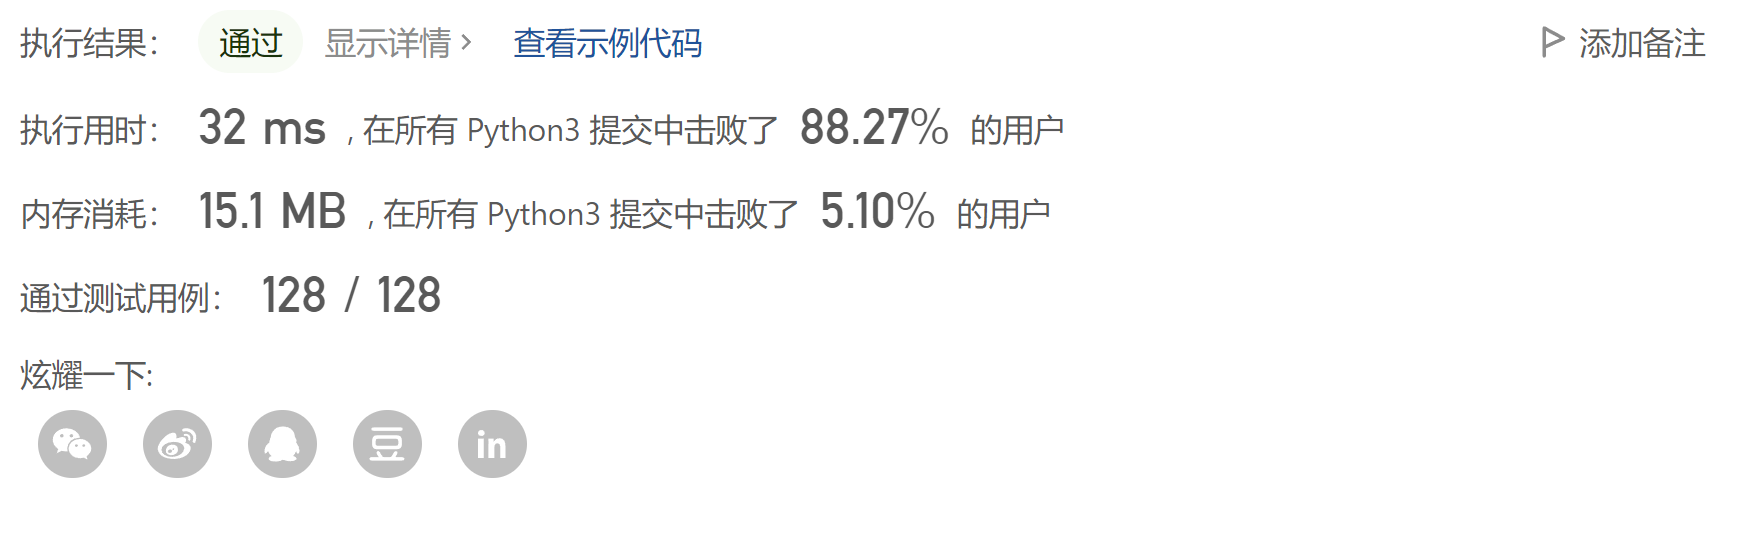 执行结果： 通过 显示详情 > 查看示例代码 添加备注
执行用时： 32 ms , 在所有 Python3 提交中击败了 88.27% 的用户
内存消耗： 15.1 MB , 在所有 Python3 提交中击败了 5.10% 的用户
通过测试用例： 128 / 128
炫耀一下:
豆 in